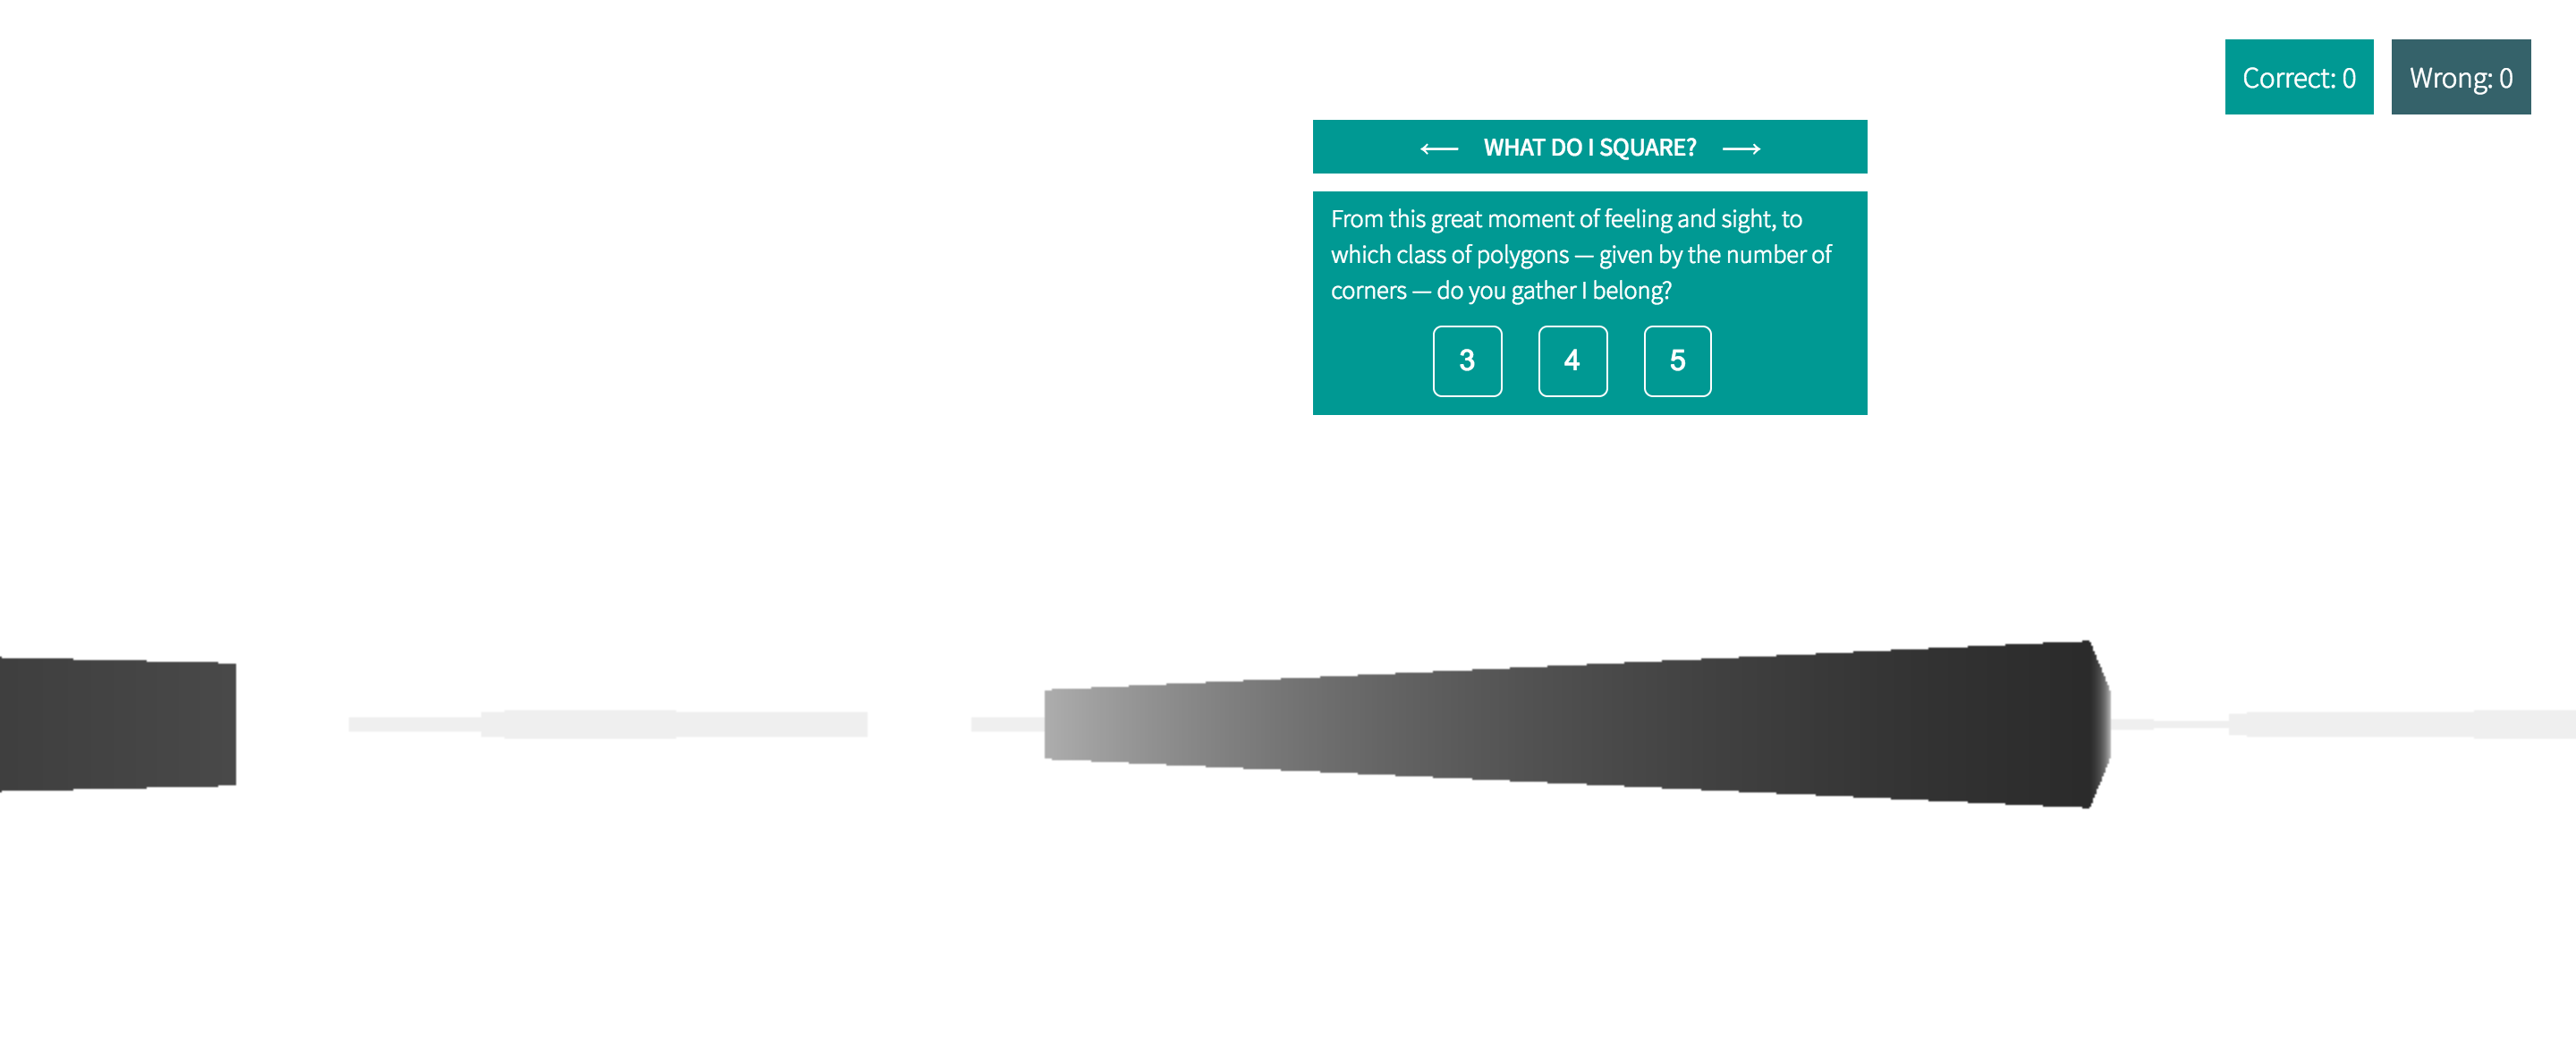 Correct: 0
Wrong: 0
← WHAT DO I SQUARE? →
From this great moment of feeling and sight, to
which class of polygons — given by the number of
corners — do you gather I belong?
3 4 5